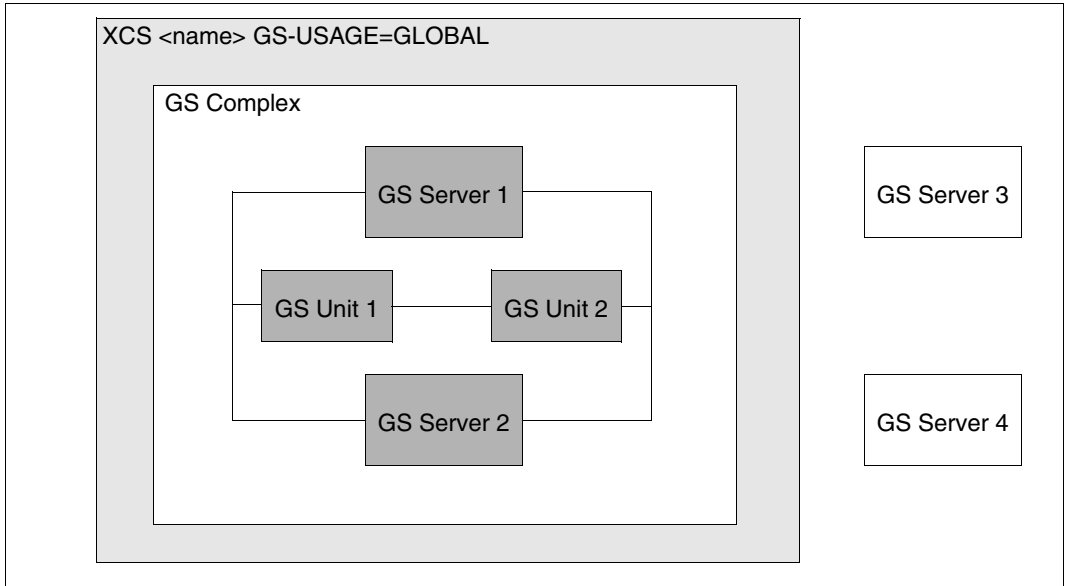 XCS <name> GS-USAGE=GLOBAL
GS Complex
GS Server 1
GS Server 3
GS Unit 1
GS Unit 2
GS Server 2
GS Server 4